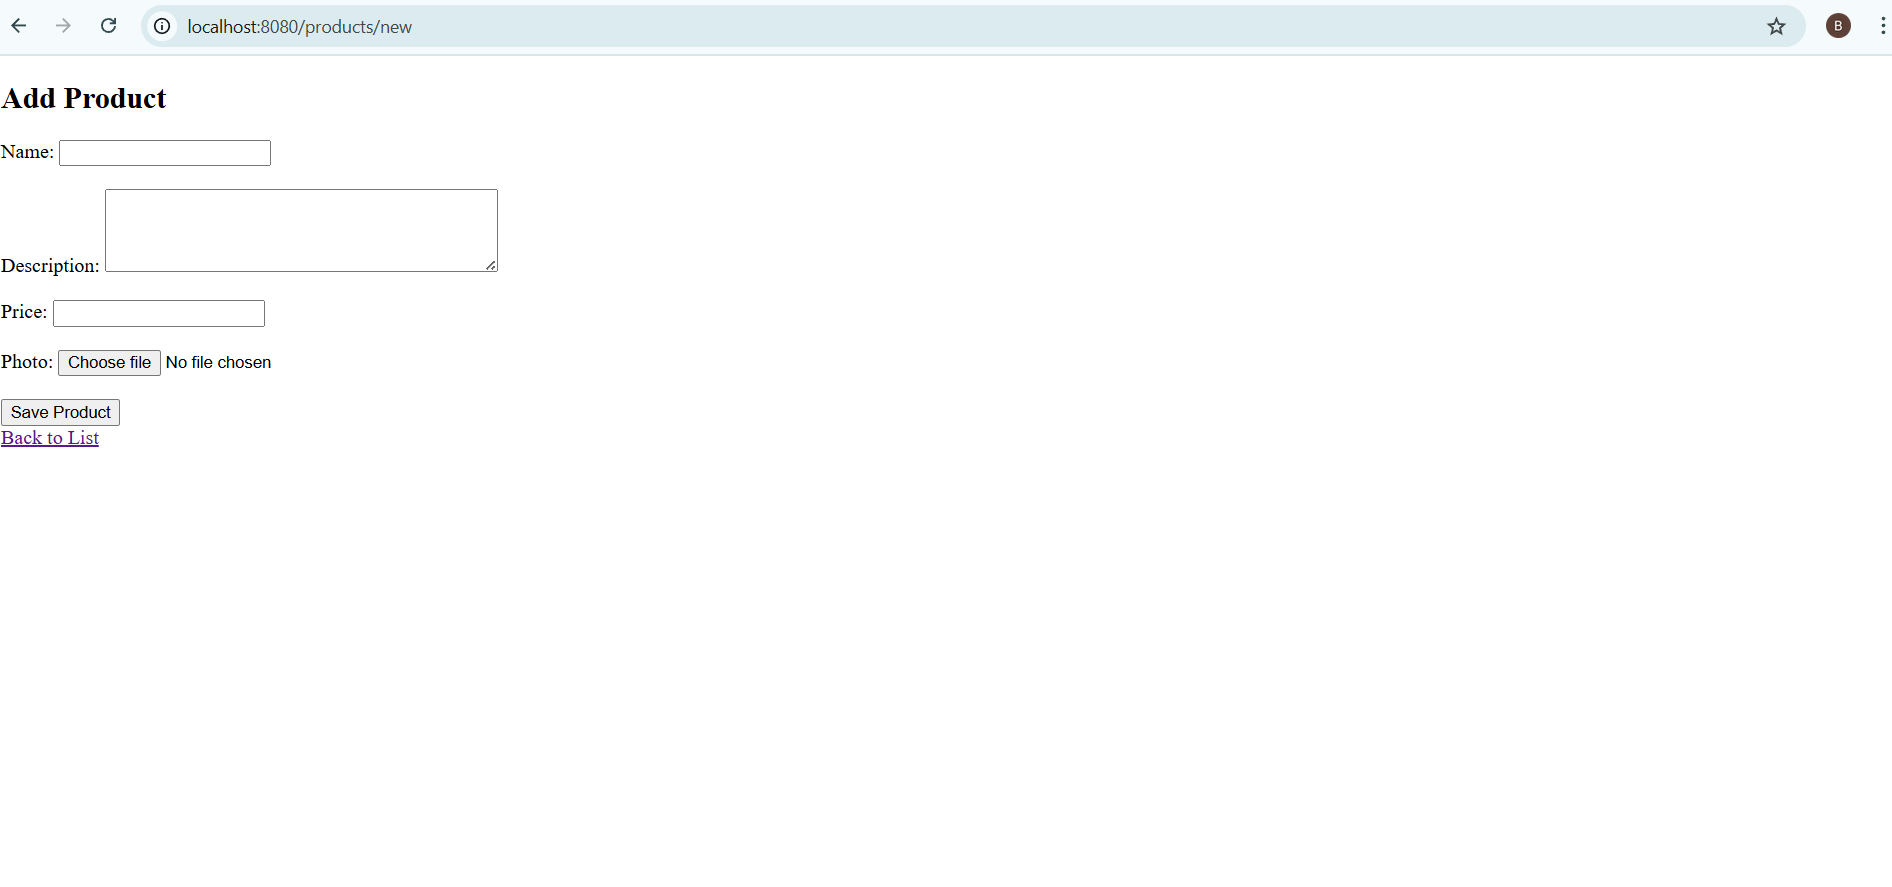 localhost:8080/products/new
B
Add Product
Name:
Description:
Price:
Photo: Choose file No file chosen
Save Product
Back to List